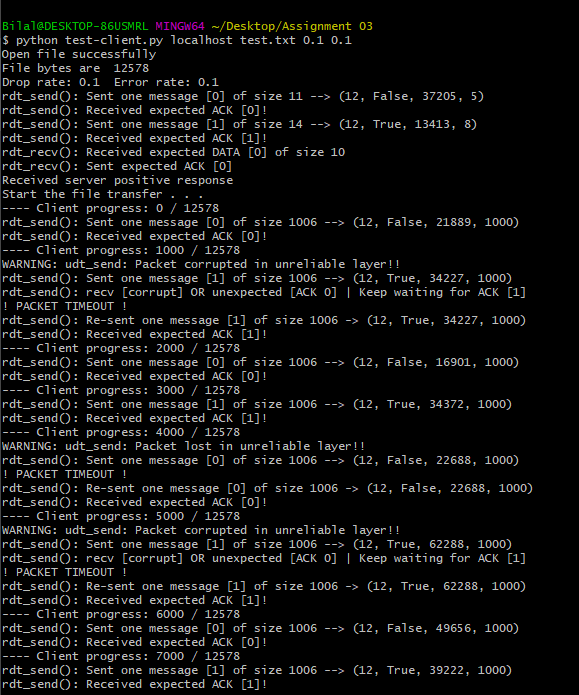 Bilal@DESKTOP-86USMRL MINGW64 ~/Desktop/Assignment 03
$ python test-client.py localhost test.txt 0.1 0.1
Open file successfully
File bytes are  12578
Drop rate: 0.1  Error rate: 0.1
rdt_send(): Sent one message [0] of size 11 --> (12, False, 37205, 5)
rdt_send(): Received expected ACK [0]!
rdt_send(): Sent one message [1] of size 14 --> (12, True, 13413, 8)
rdt_send(): Received expected ACK [1]!
rdt_recv(): Received expected DATA [0] of size 10
rdt_recv(): Sent expected ACK [0]
Received server positive response
Start the file transfer . . .
---- Client progress: 0 / 12578
rdt_send(): Sent one message [0] of size 1006 --> (12, False, 21889, 1000)
rdt_send(): Received expected ACK [0]!
---- Client progress: 1000 / 12578
WARNING: udt_send: Packet corrupted in unreliable layer!!
rdt_send(): Sent one message [1] of size 1006 --> (12, True, 34227, 1000)
rdt_send(): recv [corrupt] OR unexpected [ACK 0] | Keep waiting for ACK [1]
! PACKET TIMEOUT !
rdt_send(): Re-sent one message [1] of size 1006 -> (12, True, 34227, 1000)
rdt_send(): Received expected ACK [1]!
---- Client progress: 2000 / 12578
rdt_send(): Sent one message [0] of size 1006 --> (12, False, 16901, 1000)
rdt_send(): Received expected ACK [0]!
---- Client progress: 3000 / 12578
rdt_send(): Sent one message [1] of size 1006 --> (12, True, 34372, 1000)
rdt_send(): Received expected ACK [1]!
---- Client progress: 4000 / 12578
WARNING: udt_send: Packet lost in unreliable layer!!
rdt_send(): Sent one message [0] of size 1006 --> (12, False, 22688, 1000)
! PACKET TIMEOUT !
rdt_send(): Re-sent one message [0] of size 1006 -> (12, False, 22688, 1000)
rdt_send(): Received expected ACK [0]!
---- Client progress: 5000 / 12578
WARNING: udt_send: Packet corrupted in unreliable layer!!
rdt_send(): Sent one message [1] of size 1006 --> (12, True, 62288, 1000)
rdt_send(): recv [corrupt] OR unexpected [ACK 0] | Keep waiting for ACK [1]
! PACKET TIMEOUT !
rdt_send(): Re-sent one message [1] of size 1006 -> (12, True, 62288, 1000)
rdt_send(): Received expected ACK [1]!
---- Client progress: 6000 / 12578
rdt_send(): Sent one message [0] of size 1006 --> (12, False, 49656, 1000)
rdt_send(): Received expected ACK [0]!
---- Client progress: 7000 / 12578
rdt_send(): Sent one message [1] of size 1006 --> (12, True, 39222, 1000)
rdt_send(): Received expected ACK [1]!